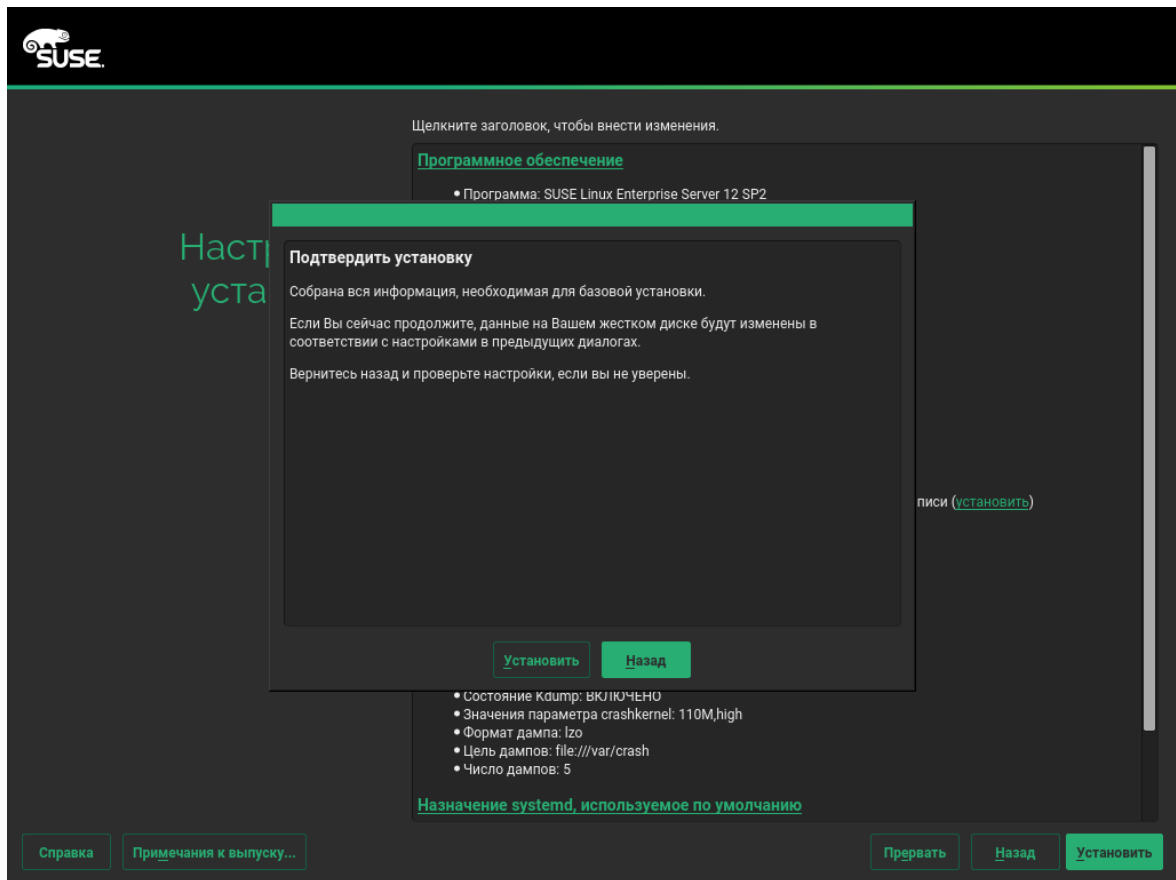 SUSE.
Щелкните заголовок, чтобы внести изменения.
Программное обеспечение
• Программа: SUSE Linux Enterprise Server 12 SP2
Подтвердить установку
Собрана вся информация, необходимая для базовой установки.
Если Вы сейчас продолжите, данные на Вашем жестком диске будут изменены в
соответствии с настройками в предыдущих диалогах.
Вернитесь назад и проверьте настройки, если вы не уверены.
(установить)
Установить
Назад
• Состояние Kdump: ВКЛЮЧЕНО
• Значения параметра crashkernel: 110M,high
• Формат дампа: lzo
• Цель дампов: file:///var/crash
• Число дампов: 5
Назначение systemd, используемое по умолчанию
Справка
Примечания к выпуску...
Прервать
Назад
Установить